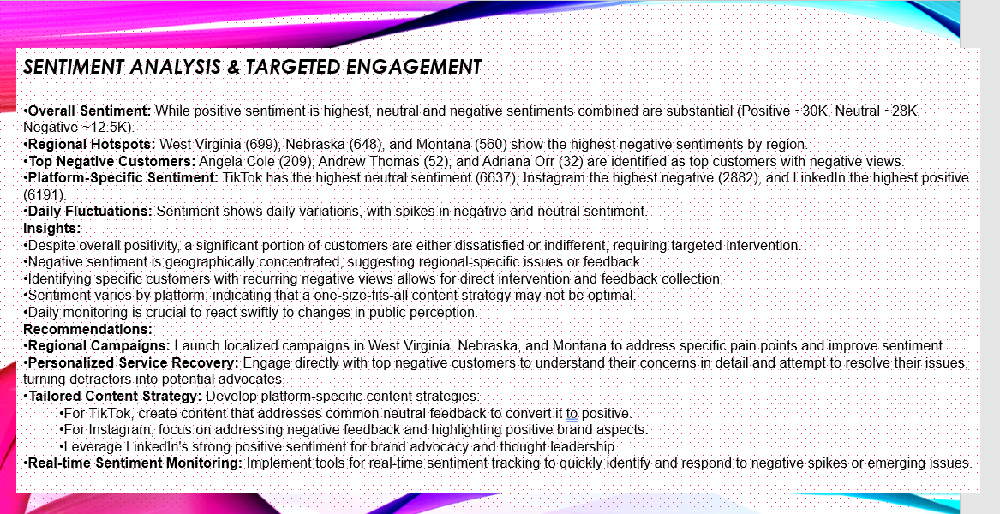 SENTIMENT ANALYSIS & TARGETED ENGAGEMENT
•Overall Sentiment: While positive sentiment is highest, neutral and negative sentiments combined are substantial (Positive ~30K, Neutral ~28K,
Negative ~12.5K).
•Regional Hotspots: West Virginia (699), Nebraska (648), and Montana (560) show the highest negative sentiments by region.
•Top Negative Customers: Angela Cole (209), Andrew Thomas (52), and Adriana Orr (32) are identified as top customers with negative views.
•Platform-Specific Sentiment: TikTok has the highest neutral sentiment (6637), Instagram the highest negative (2882), and LinkedIn the highest positive
(6191).
•Daily Fluctuations: Sentiment shows daily variations, with spikes in negative and neutral sentiment.
Insights:
•Despite overall positivity, a significant portion of customers are either dissatisfied or indifferent, requiring targeted intervention.
•Negative sentiment is geographically concentrated, suggesting regional-specific issues or feedback.
•Identifying specific customers with recurring negative views allows for direct intervention and feedback collection.
•Sentiment varies by platform, indicating that a one-size-fits-all content strategy may not be optimal.
•Daily monitoring is crucial to react swiftly to changes in public perception.
Recommendations:
•Regional Campaigns: Launch localized campaigns in West Virginia, Nebraska, and Montana to address specific pain points and improve sentiment.
•Personalized Service Recovery: Engage directly with top negative customers to understand their concerns in detail and attempt to resolve their issues,
turning detractors into potential advocates.
•Tailored Content Strategy: Develop platform-specific content strategies:
•For TikTok, create content that addresses common neutral feedback to convert it to positive.
•For Instagram, focus on addressing negative feedback and highlighting positive brand aspects.
•Leverage LinkedIn's strong positive sentiment for brand advocacy and thought leadership.
•Real-time Sentiment Monitoring: Implement tools for real-time sentiment tracking to quickly identify and respond to negative spikes or emerging issues.